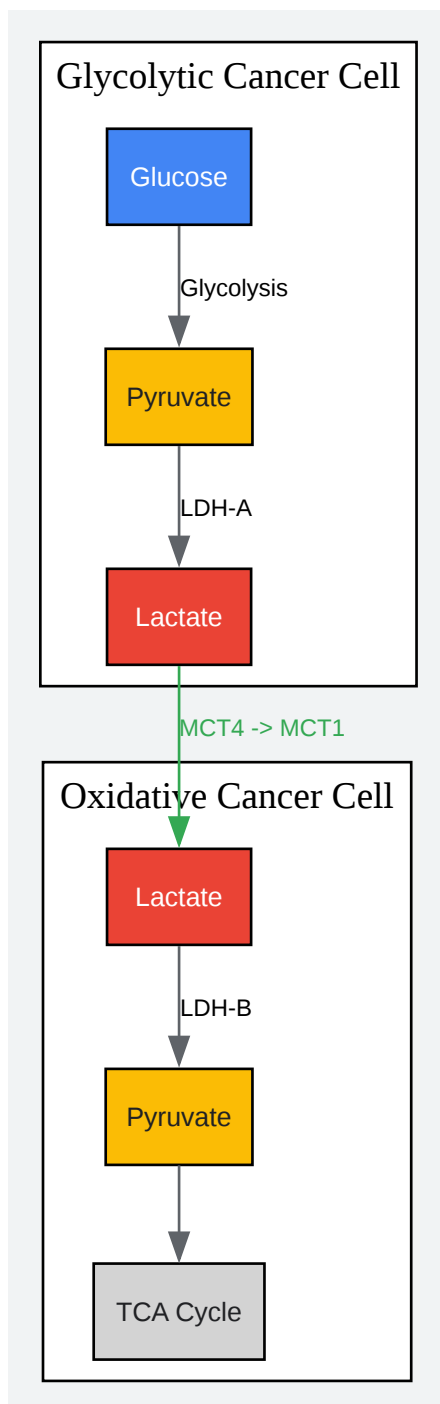 Glycolytic Cancer Cell
Glucose
Glycolysis
Pyruvate
LDH-A
Lactate
MCT4 -> MCT1
Oxidative Cancer Cell
Lactate
LDH-B
Pyruvate
TCA Cycle